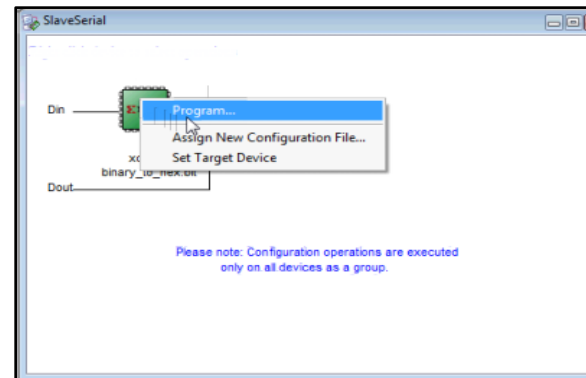 SlaveSerial
Din
Program...
Assign New Configuration File...
Set Target Device
binary_to_hex.bit
Dout
Please note: Configuration operations are executed
only on all devices as a group.